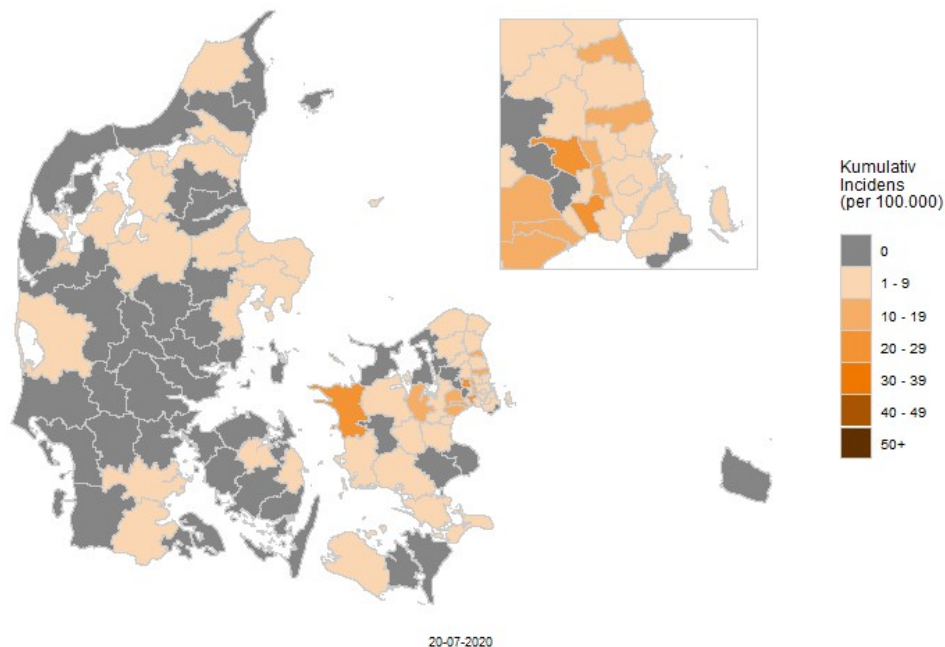 Kumulativ
Incidens
(per 100.000)
0
1 - 9
10 - 19
20 - 29
30 - 39
40 - 49
50+
20-07-2020